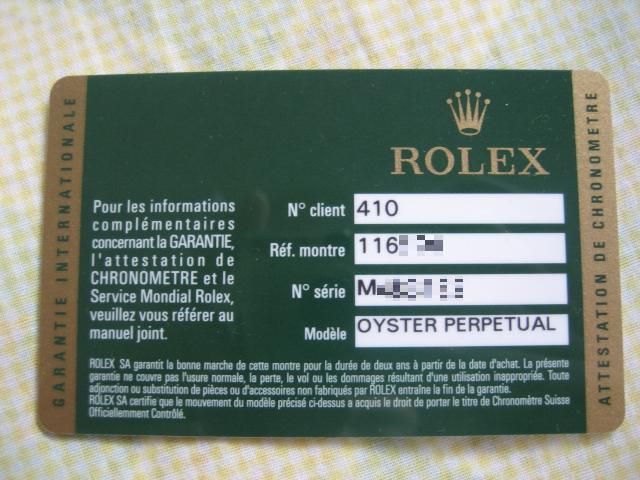 GARANTIE INTERNATIONALE
ROLEX
Pour les informations
complémentaires
concernant la GARANTIE,
l'attestation de
CHRONOMETRE et le
Service Mondial Rolex,
veuillez vous référer au
manuel joint.
N° client 410
Réf. montre 116
N° série M
Modèle OYSTER PERPETUAL
ROLEX SA garantit la bonne marche de cette montre pour la durée de deux ans à partir de la date d'achat. La présente
garantie ne couvre pas l'usure normale, la perte, le vol ou les dommages résultant d'une utilisation inappropriée. Toute
adjonction ou substitution de pièces ou d'accessoires non fabriqués par ROLEX entraîne la fin de la garantie.
ROLEX SA certifie que le mouvement du modèle précisé ci-dessus a acquis le droit de porter le titre de Chronomètre Suisse
Officiellement Contrôlé.
ATTESTATION DE CHRONOMETRE